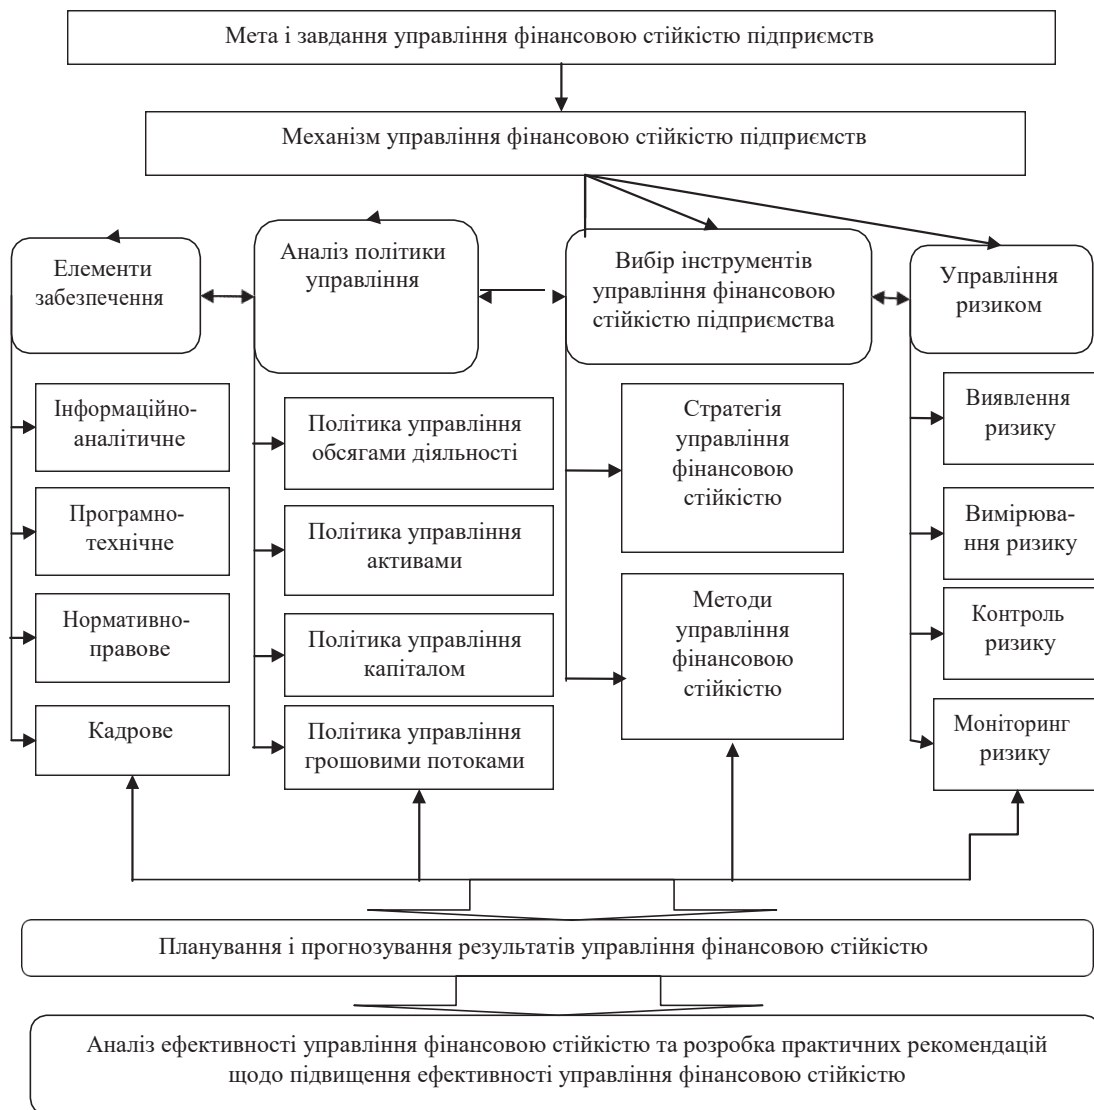 Мета і завдання управління фінансовою стійкістю підприємств
Механізм управління фінансовою стійкістю підприємств
Елементи
забезпечення
Аналіз політики
управління
Вибір інструментів
управління фінансовою
стійкістю підприємства
Управління
ризиком
Інформаційно-
аналітичне
Програмно-
технічне
Нормативно-
правове
Кадрове
Політика управління
обсягами діяльності
Політика управління
активами
Політика управління
капіталом
Політика управління
грошовими потоками
Стратегія
управління
фінансовою
стійкістю
Методи
управління
фінансовою
стійкістю
Виявлення
ризику
Вимірюва-
ання ризику
Контроль
ризику
Моніторинг
ризику
Планування і прогнозування результатів управління фінансовою стійкістю
Аналіз ефективності управління фінансовою стійкістю та розробка практичних рекомендацій
щодо підвищення ефективності управління фінансовою стійкістю